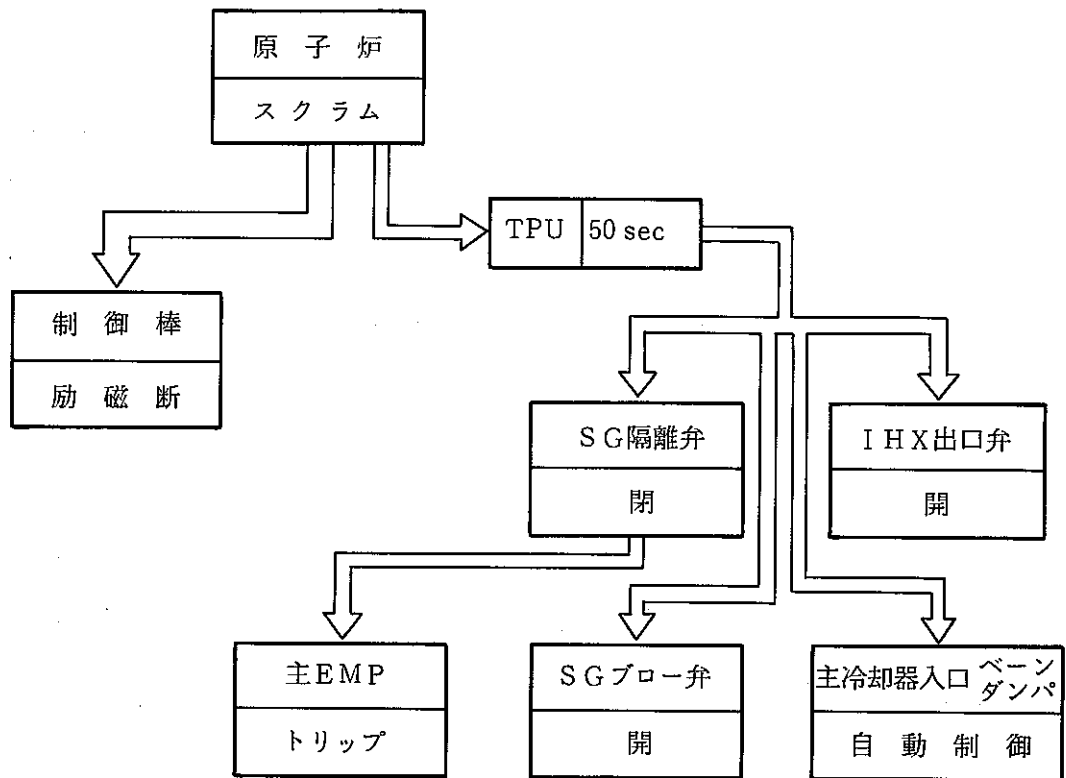 原子炉
スクラム
TPU 50 sec
制御棒
励磁断
SG隔離弁
閉
IHX出口弁
開
主EMP
トリップ
SGブロー弁
開
主冷却器入口 ベーン
ダンパ
自動制御